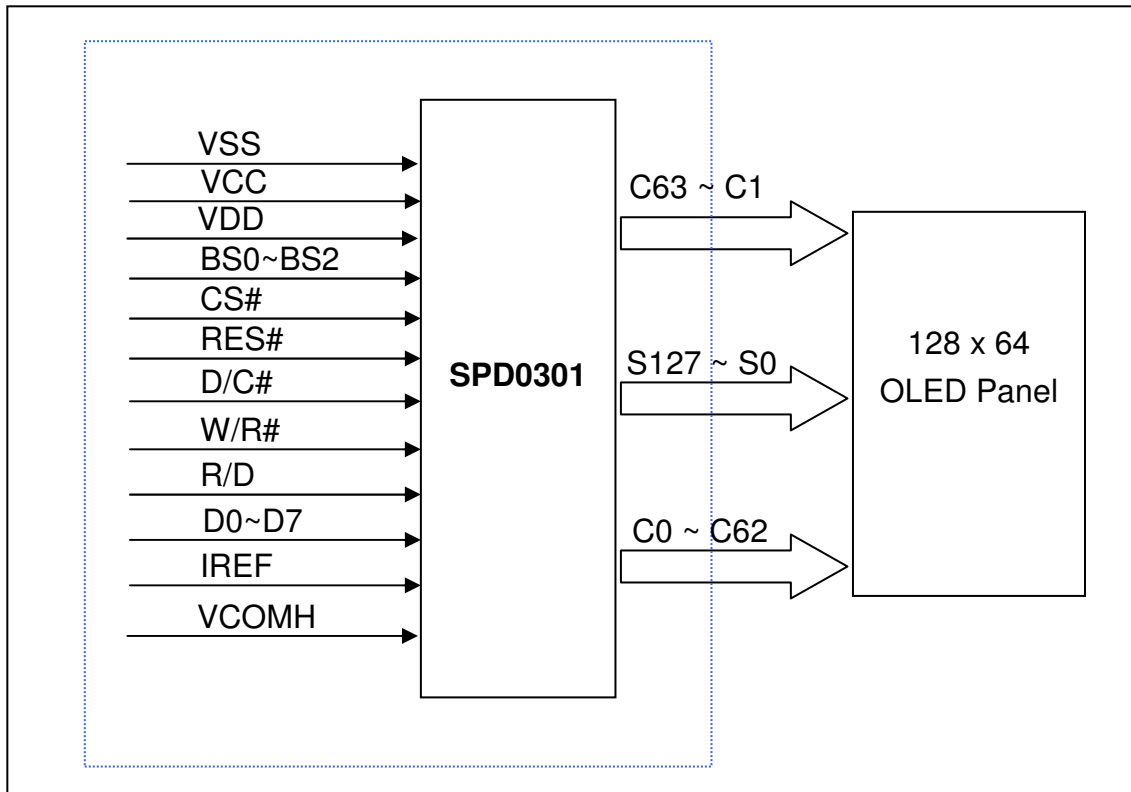 VSS
VCC
VDD
BS0~BS2
CS#
RES#
D/C#
W/R#
R/D
D0~D7
IREF
VCOMH
SPD0301
C63 ~ C1
S127 ~ S0
C0 ~ C62
128 x 64
OLED Panel